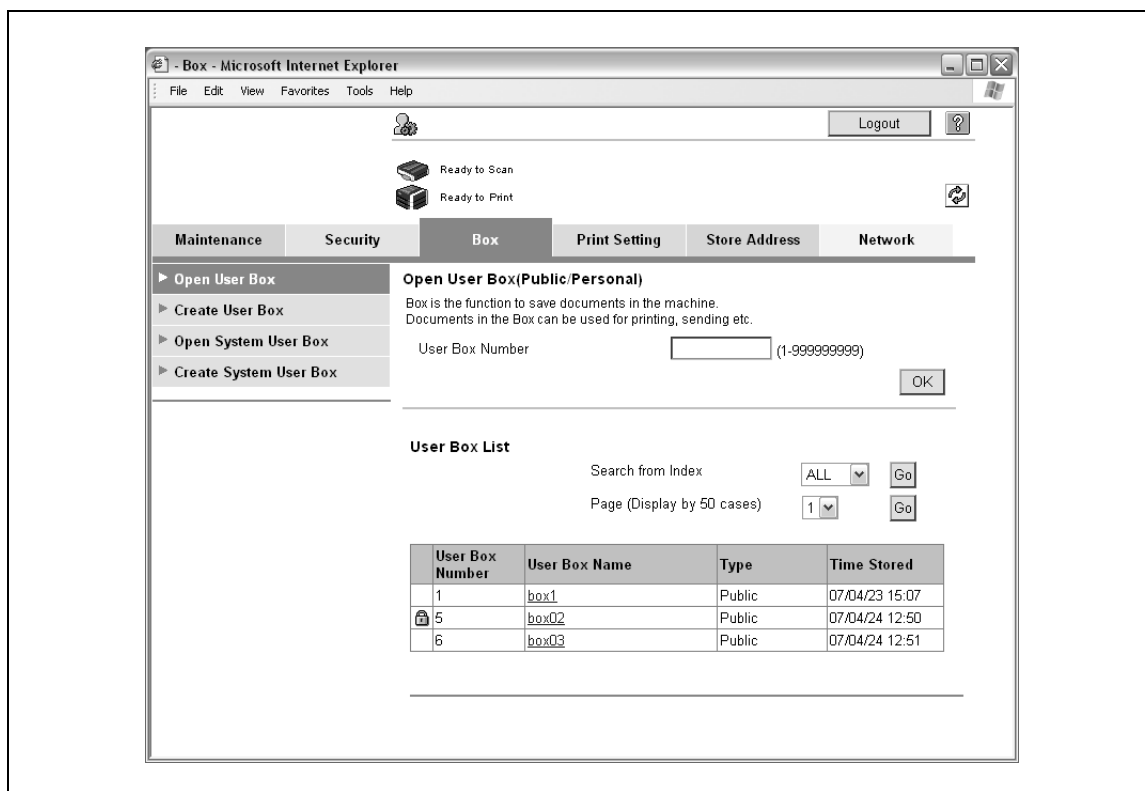 - Box - Microsoft Internet Explorer
File Edit View Favorites Tools Help
Logout ?
Ready to Scan
Ready to Print
Maintenance Security Box Print Setting Store Address Network
Open User Box
Create User Box
Open System User Box
Create System User Box
Open User Box(Public/Personal)
Box is the function to save documents in the machine.
Documents in the Box can be used for printing, sending etc.
User Box Number (1-999999999)
OK
User Box List
Search from Index ALL Go
Page (Display by 50 cases) 1 Go
User Box Number User Box Name Type Time Stored
1 box1 Public 07/04/23 15:07
5 box02 Public 07/04/24 12:50
6 box03 Public 07/04/24 12:51